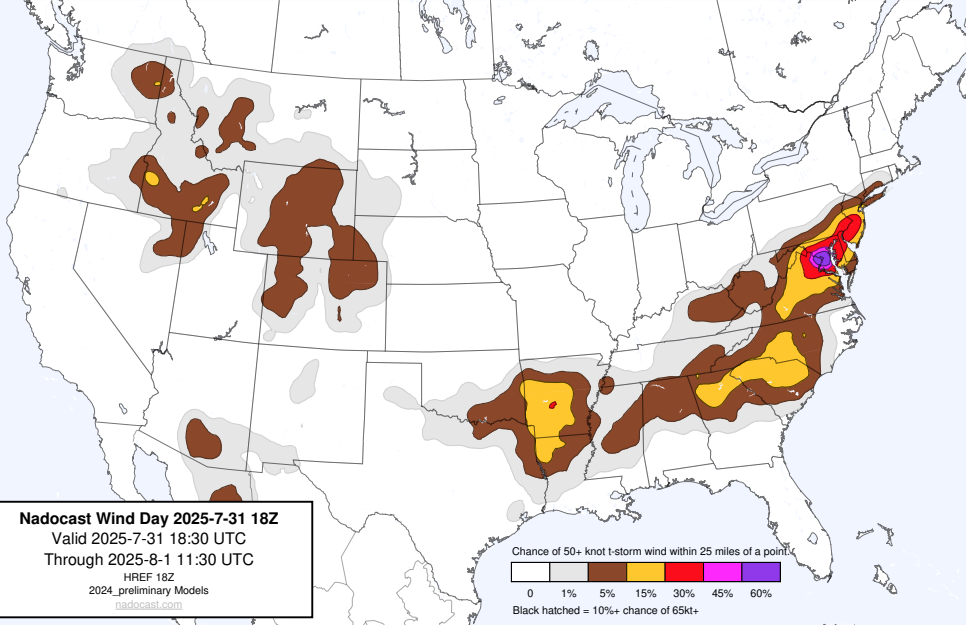 Nadocast Wind Day 2025-7-31 18Z
Valid 2025-7-31 18:30 UTC
Through 2025-8-1 11:30 UTC
HREF 18Z
2024_preliminary Models
nadocast.com
Chance of 50+ knot t-storm wind within 25 miles of a point.
0 1% 5% 15% 30% 45% 60%
Black hatched = 10%+ chance of 65kt+